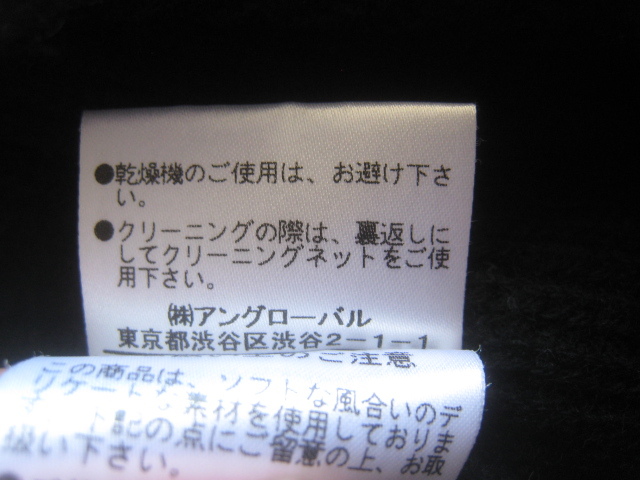 ●乾燥機のご使用は、お避け下さ
い。
●クリーニングの際は、裏返しに
してクリーニングネットをご使
用下さい。
㈱アングローバル
東京都渋谷区渋谷2-1-1
のご注意
この商品は、ソフトな風合いのデ
リケートな素材を使用しておりま
下記の点にご留意の上、お取
扱い下さい。